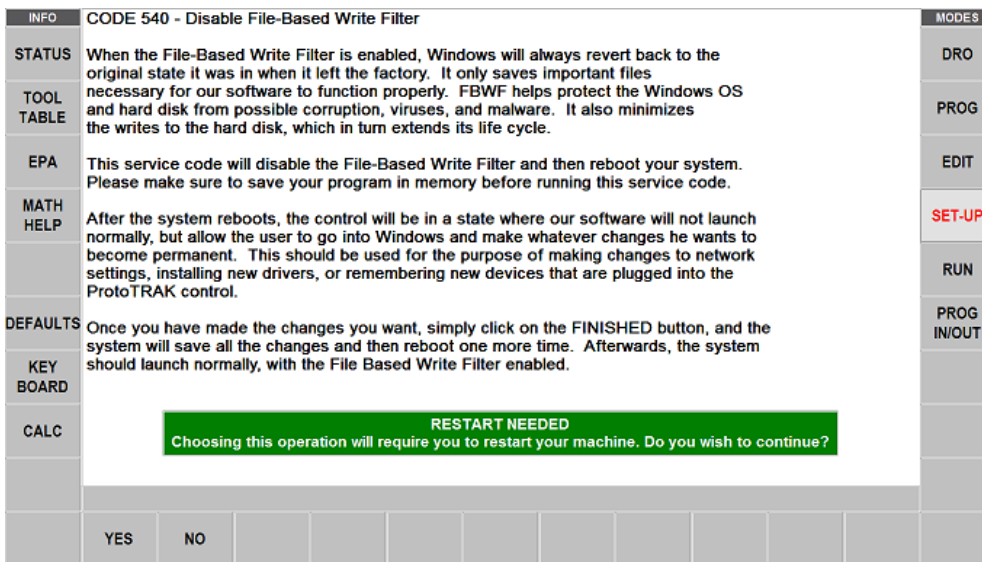 INFO
STATUS
TOOL
TABLE
EPA
MATH
HELP
DEFAULTS
KEY
BOARD
CALC
CODE 540 - Disable File-Based Write Filter
When the File-Based Write Filter is enabled, Windows will always revert back to the
original state it was in when it left the factory. It only saves important files
necessary for our software to function properly. FBWF helps protect the Windows OS
and hard disk from possible corruption, viruses, and malware. It also minimizes
the writes to the hard disk, which in turn extends its life cycle.
This service code will disable the File-Based Write Filter and then reboot your system.
Please make sure to save your program in memory before running this service code.
After the system reboots, the control will be in a state where our software will not launch
normally, but allow the user to go into Windows and make whatever changes he wants to
become permanent. This should be used for the purpose of making changes to network
settings, installing new drivers, or remembering new devices that are plugged into the
ProtoTRAK control.
Once you have made the changes you want, simply click on the FINISHED button, and the
system will save all the changes and then reboot one more time. Afterwards, the system
should launch normally, with the File Based Write Filter enabled.
RESTART NEEDED
Choosing this operation will require you to restart your machine. Do you wish to continue?
MODES
DRO
PROG
EDIT
SET-UP
RUN
PROG
IN/OUT
YES
NO